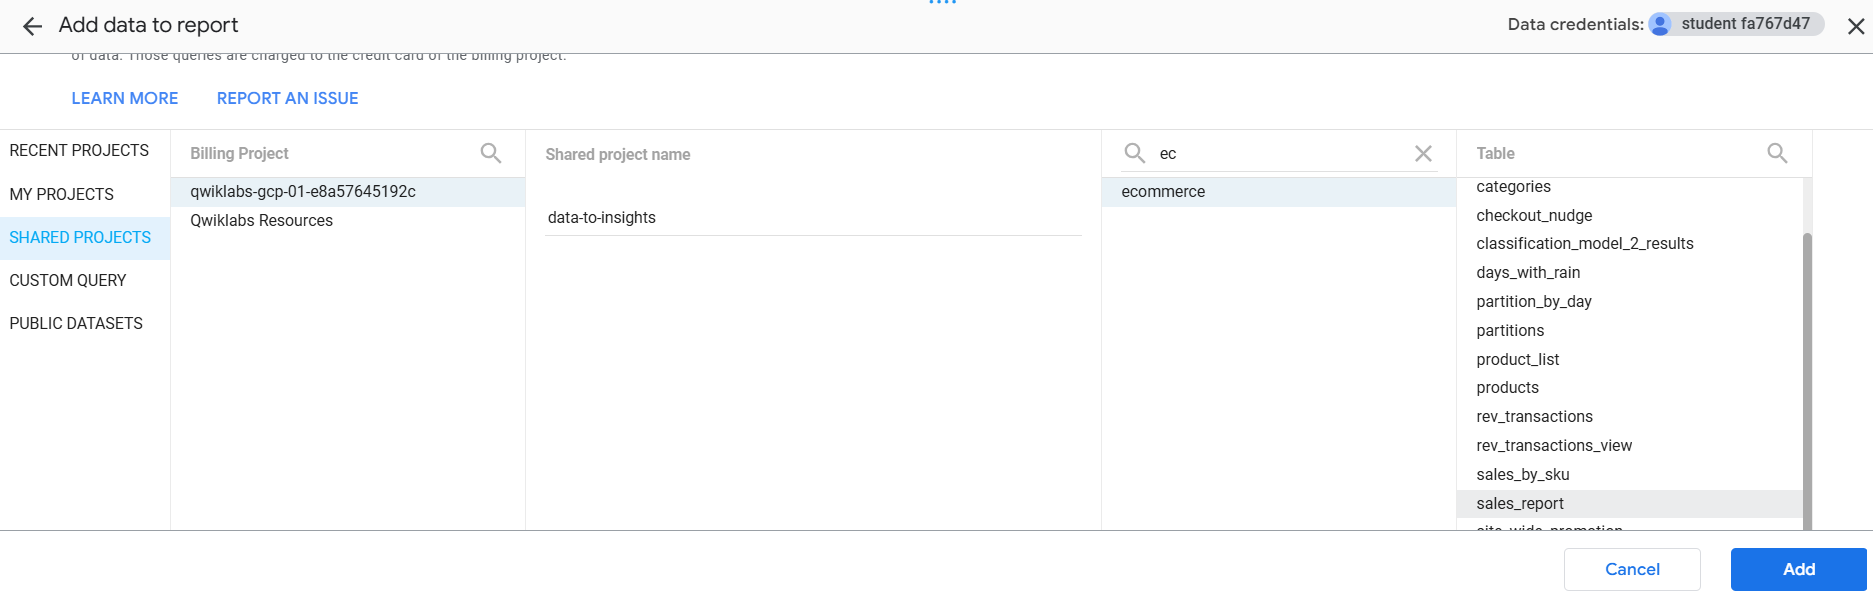 Add data to report
Data credentials: student fa767d47
of data. Those queries are charged to the credit card of the billing project.
LEARN MORE REPORT AN ISSUE
RECENT PROJECTS
MY PROJECTS
SHARED PROJECTS
CUSTOM QUERY
PUBLIC DATASETS
Billing Project
qwiklabs-gcp-01-e8a57645192c
Qwiklabs Resources
Shared project name
data-to-insights
ec
ecommerce
Table
categories
checkout_nudge
classification_model_2_results
days_with_rain
partition_by_day
partitions
product_list
products
rev_transactions
rev_transactions_view
sales_by_sku
sales_report
site_wide_promotion
Cancel
Add